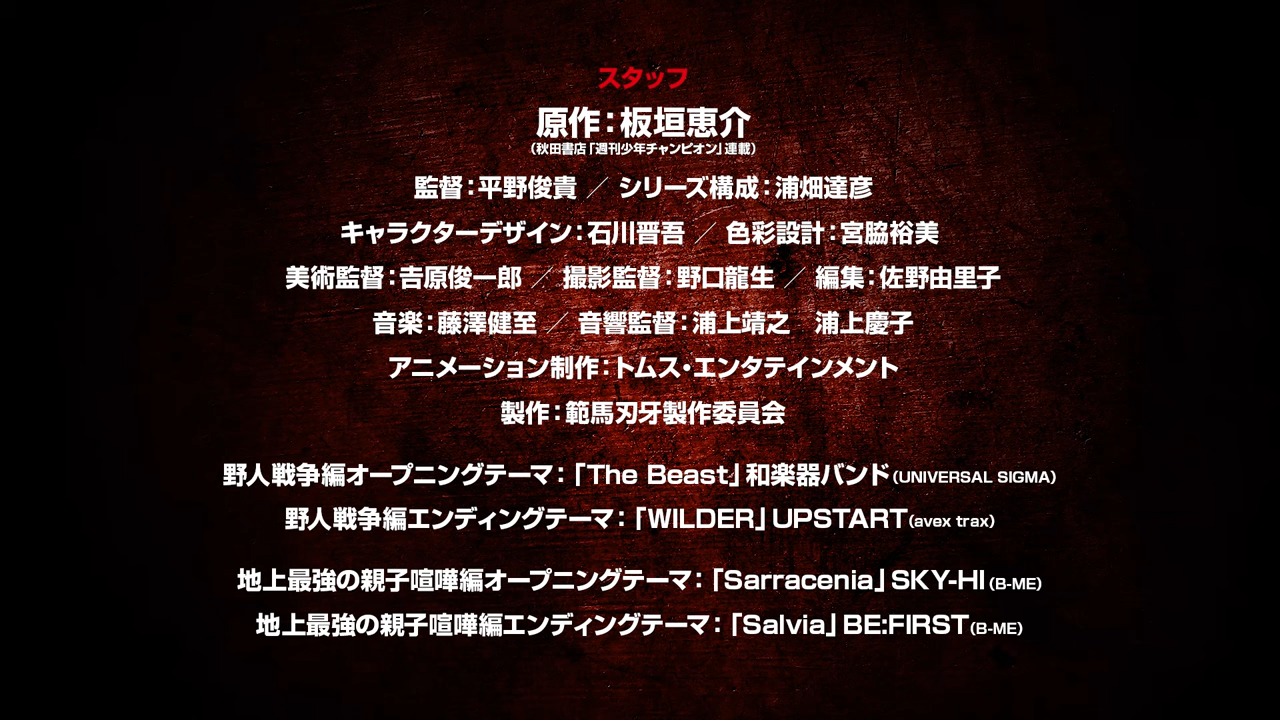 スタッフ
原作：板垣恵介
（秋田書店「週刊少年チャンピオン」連載）
監督：平野俊貴 ／ シリーズ構成：浦畑達彦
キャラクターデザイン：石川晋吾 ／ 色彩設計：宮脇裕美
美術監督：吉原俊一郎 ／ 撮影監督：野口龍生 ／ 編集：佐野由里子
音楽：藤澤健至 ／ 音響監督：浦上靖之　浦上慶子
アニメーション制作：トムス・エンタテインメント
製作：範馬刃牙製作委員会
野人戦争編オープニングテーマ：「The Beast」和楽器バンド（UNIVERSAL SIGMA）
野人戦争編エンディングテーマ：「WILDER」UPSTART（avex trax）
地上最強の親子喧嘩編オープニングテーマ：「Sarracenia」SKY-HI（B-ME）
地上最強の親子喧嘩編エンディングテーマ：「Salvia」BE:FIRST（B-ME）